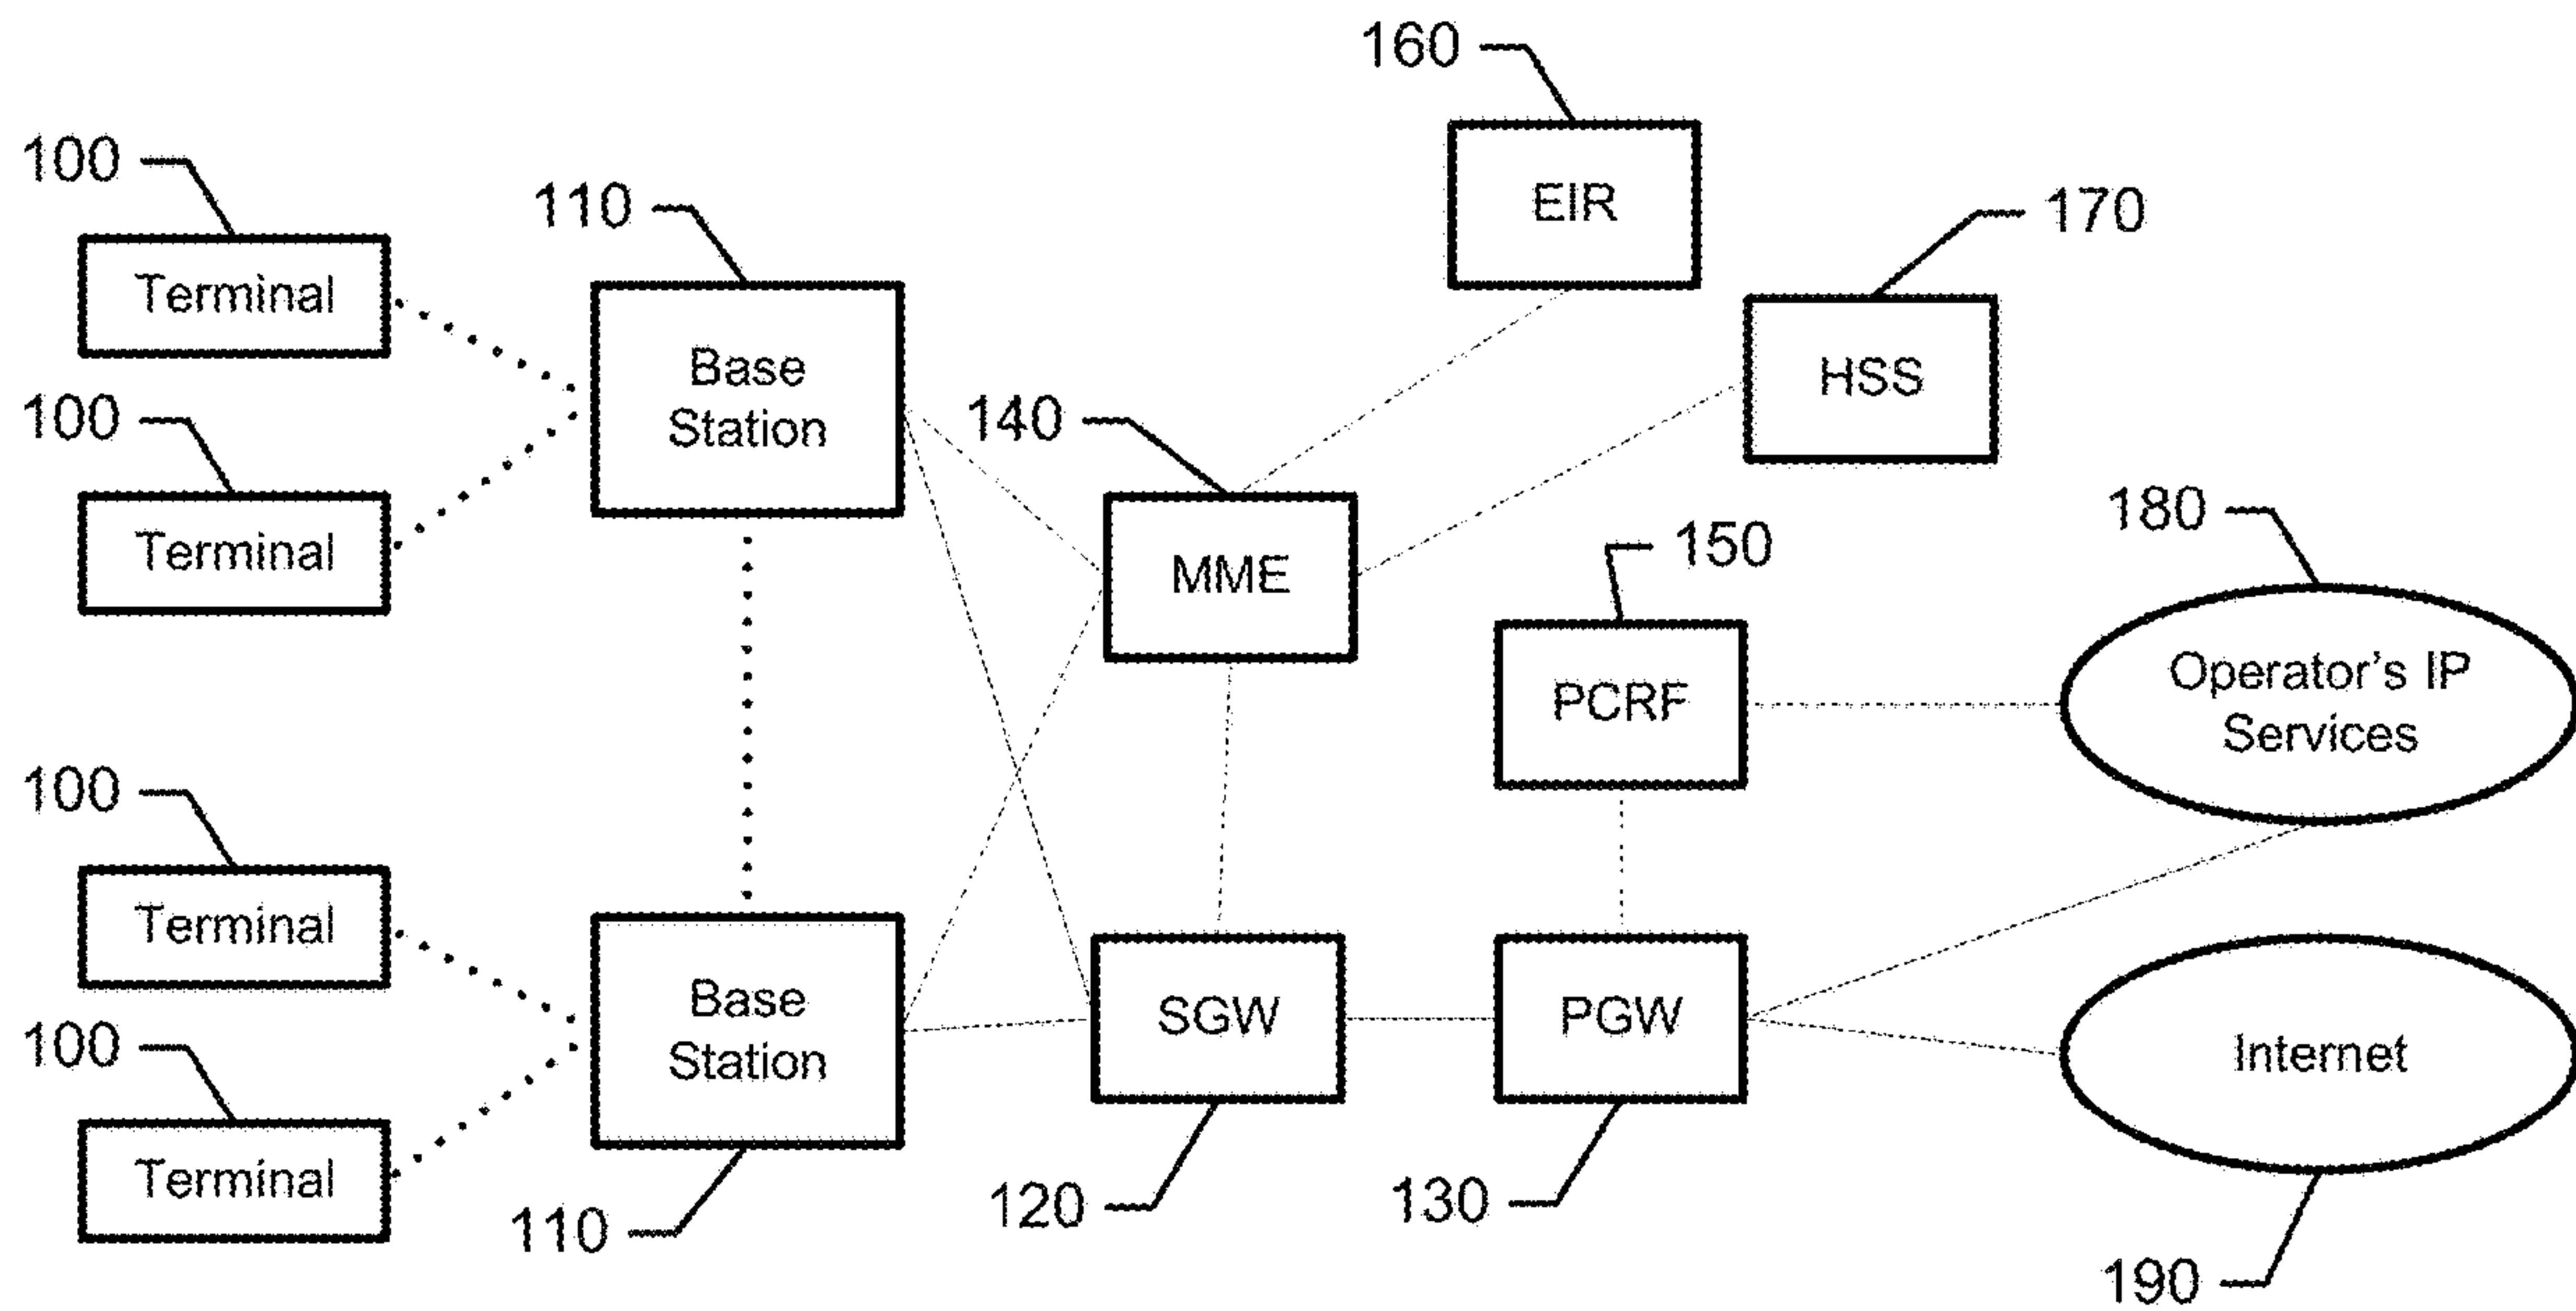 160
100
EIR
110
170
Terminal
Base
Station
HSS
100
140
180
Terminal
MME
150
PCRF
Operator's IP
Services
100
Terminal
Base
Station
SGW
PGW
Internet
100
Terminal
110
120
130
190